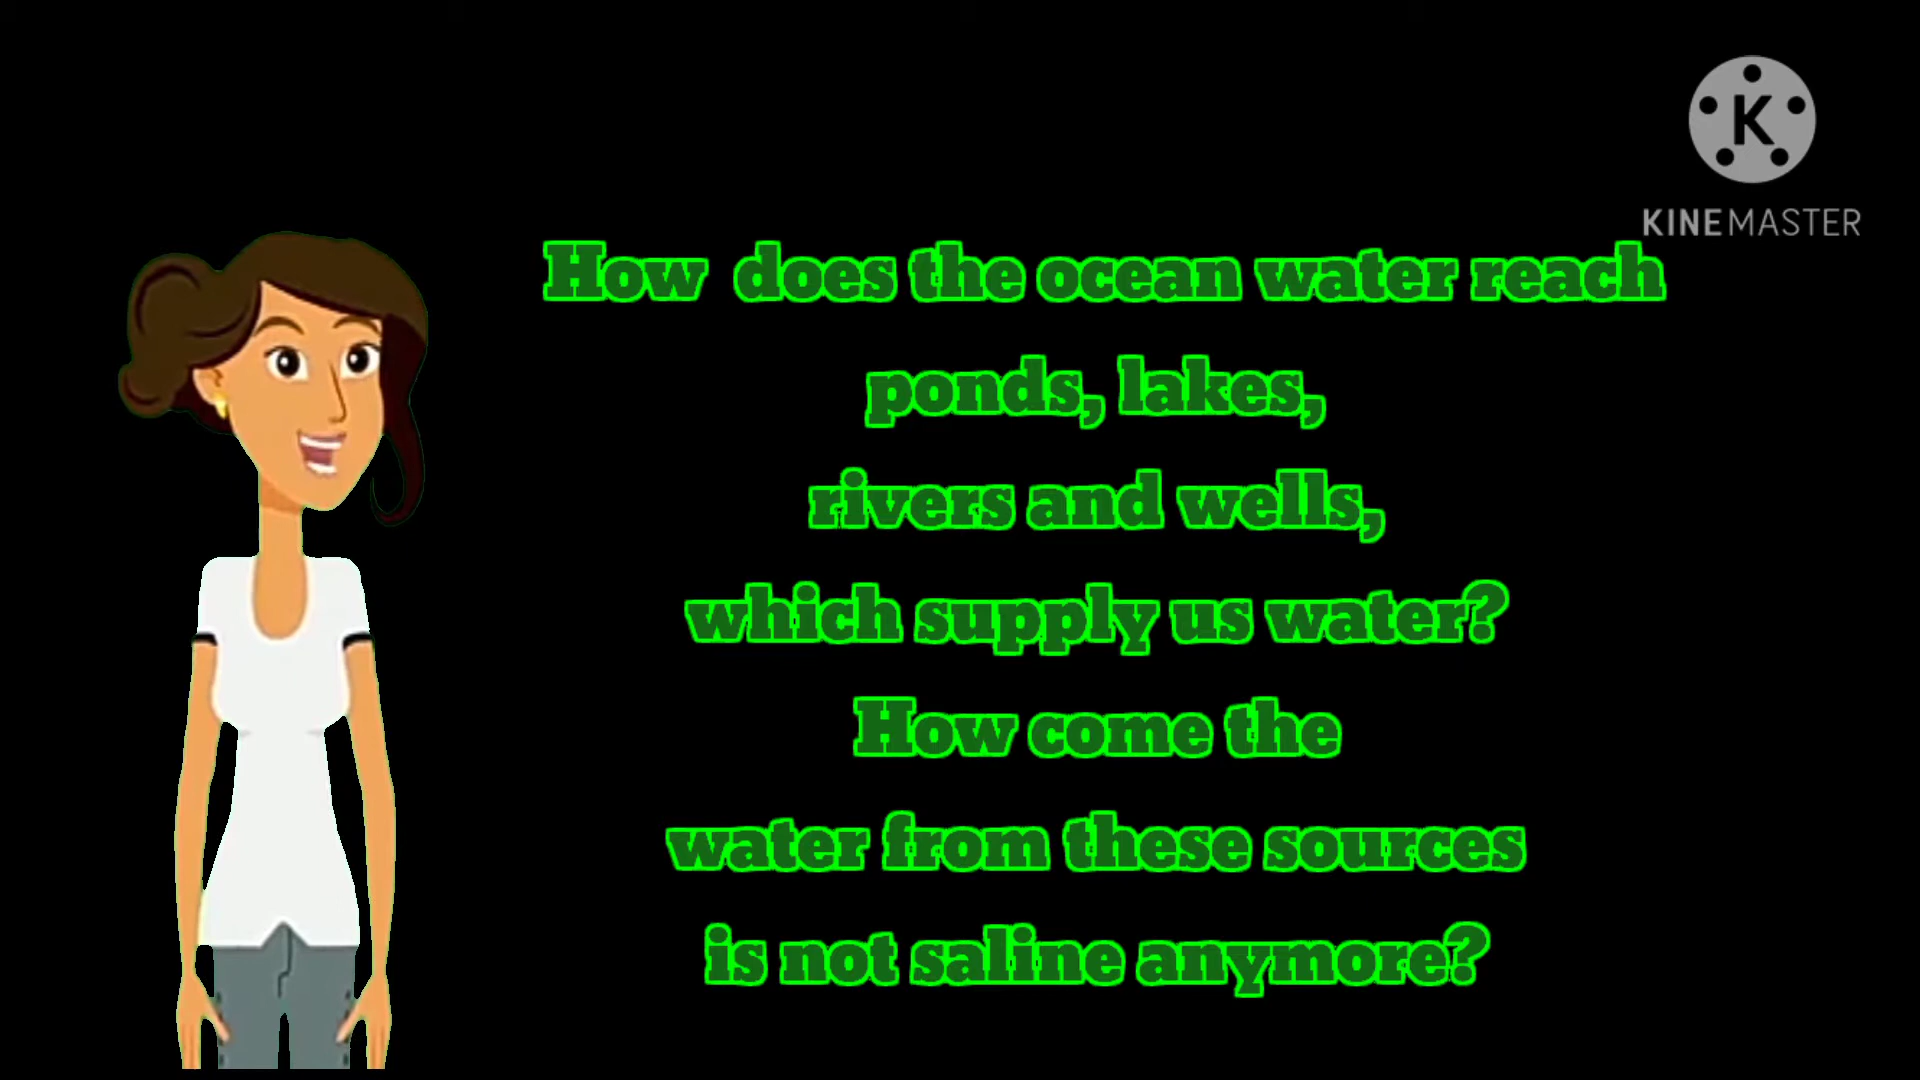 K
KINEMASTER
How does the ocean water reach
ponds, lakes,
rivers and wells,
which supply us water?
How come the
water from these sources
is not saline anymore?